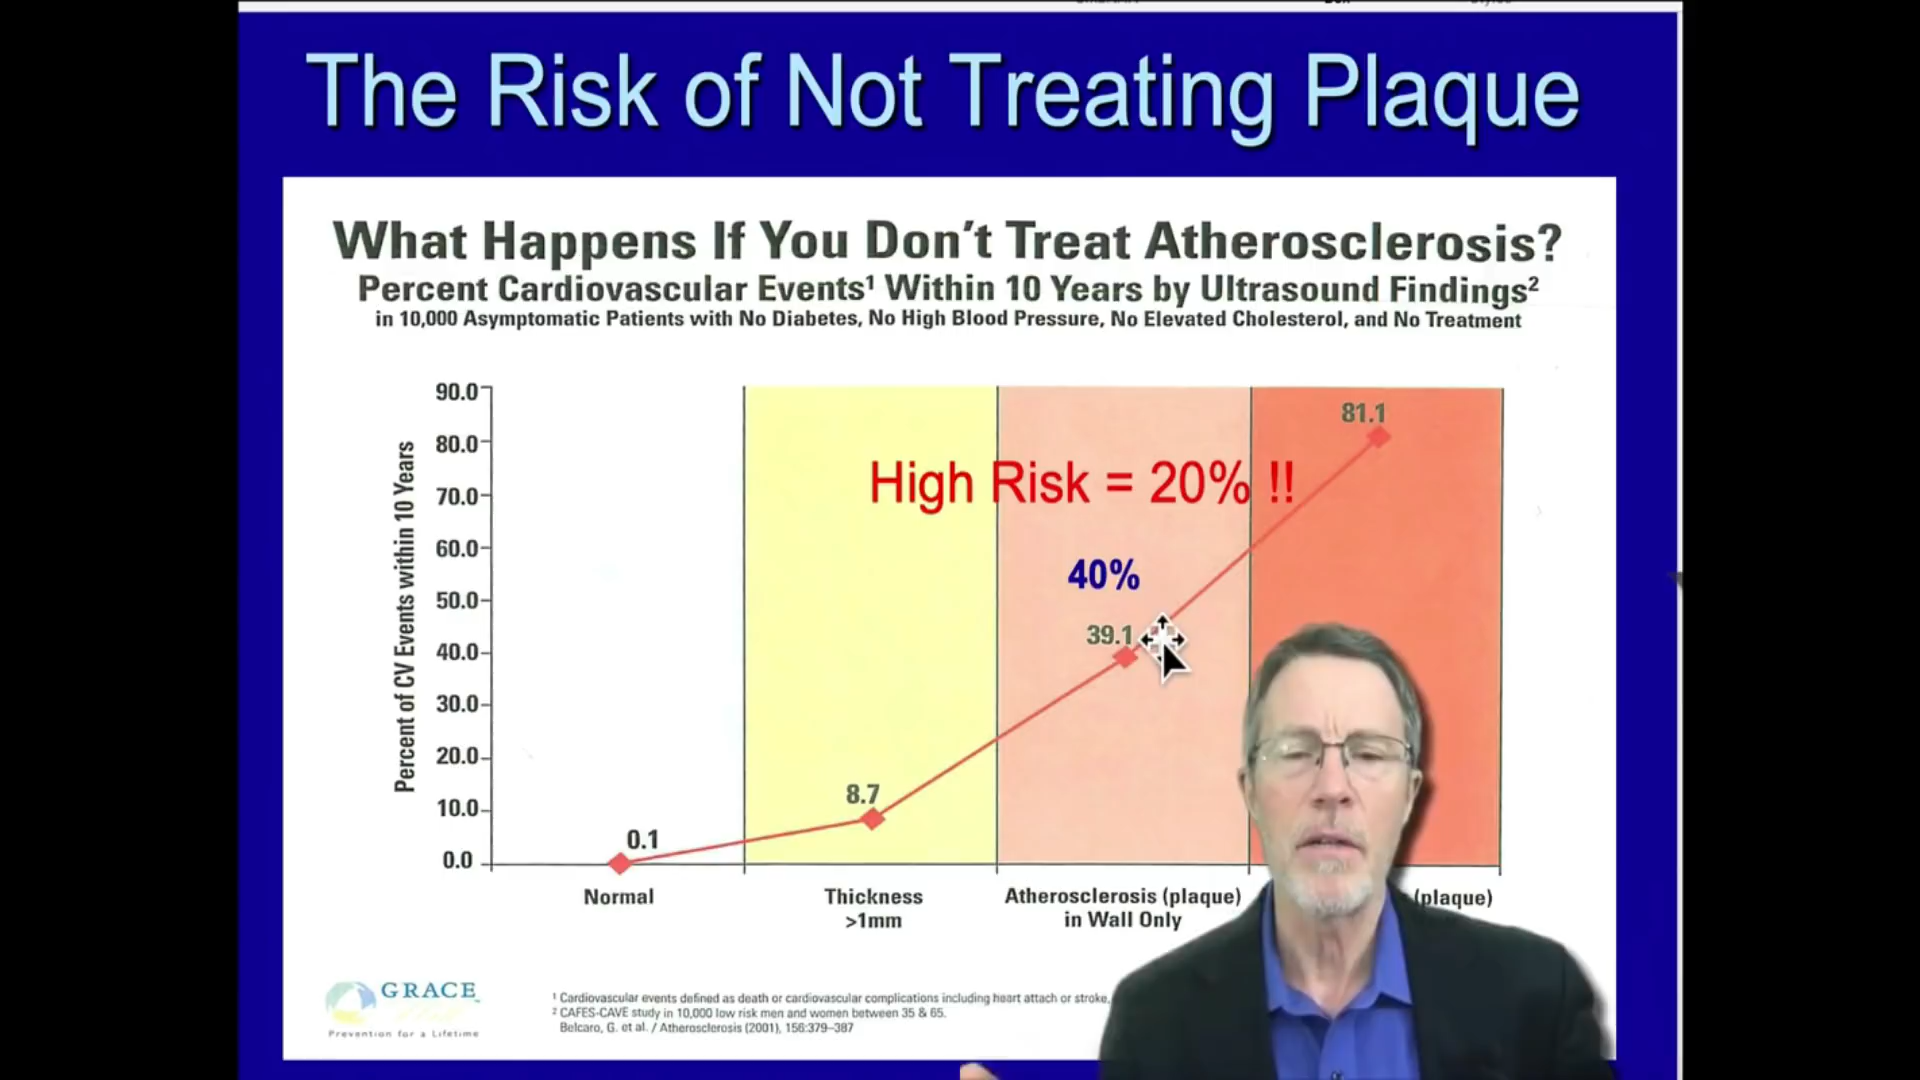 The Risk of Not Treating Plaque
What Happens If You Don't Treat Atherosclerosis?
Percent Cardiovascular Events¹ Within 10 Years by Ultrasound Findings²
in 10,000 Asymptomatic Patients with No Diabetes, No High Blood Pressure, No Elevated Cholesterol, and No Treatment
Percent of CV Events within 10 Years
90.0
80.0
70.0
60.0
50.0
40.0
30.0
20.0
10.0
0.0
81.1
High Risk = 20% !!
40%
39.1
8.7
0.1
Normal
Thickness
>1mm
Atherosclerosis (plaque)
in Wall Only
(plaque)
GRACE
Prevention for a Lifetime
¹ Cardiovascular events defined as death or cardiovascular complications including heart attach or stroke.
² CAFES-CAVE study in 10,000 low risk men and women between 35 & 65.
Belcaro, G. et al. / Atherosclerosis (2001), 156:379–387